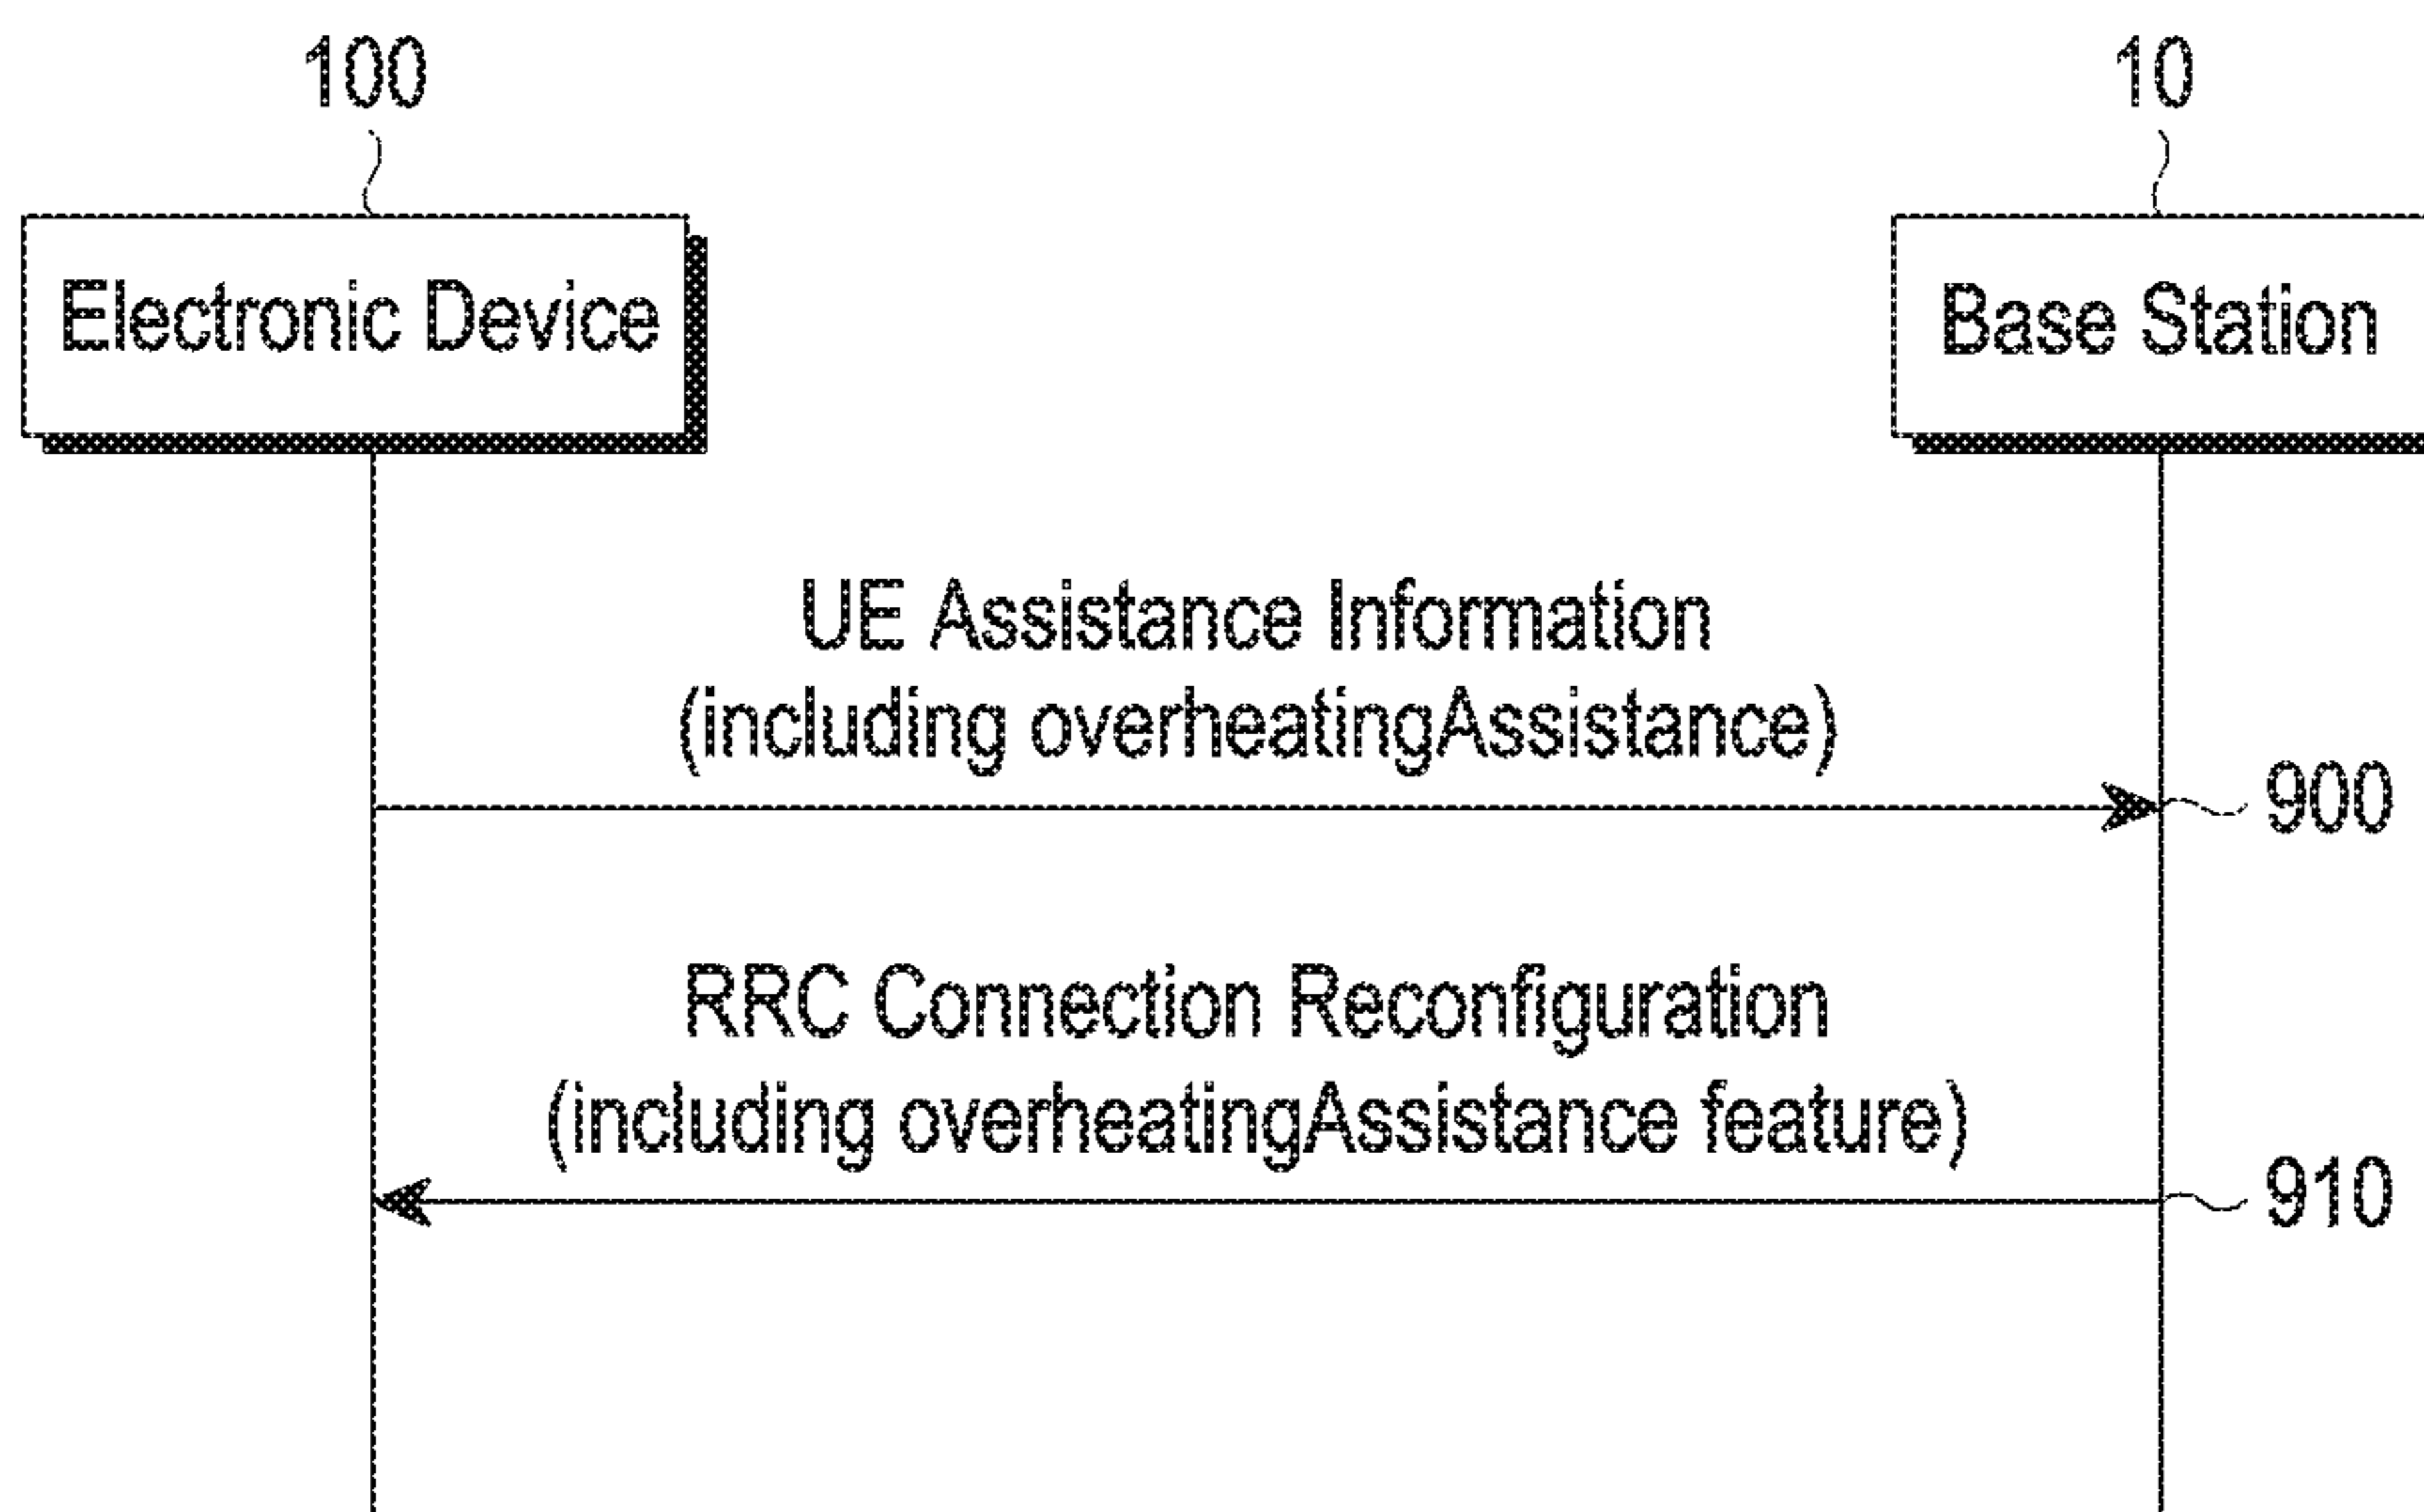 100
10
Electronic Device
Base Station
UE Assistance Information
(including overheatingAssistance)
900
RRC Connection Reconfiguration
(including overheatingAssistance feature)
910